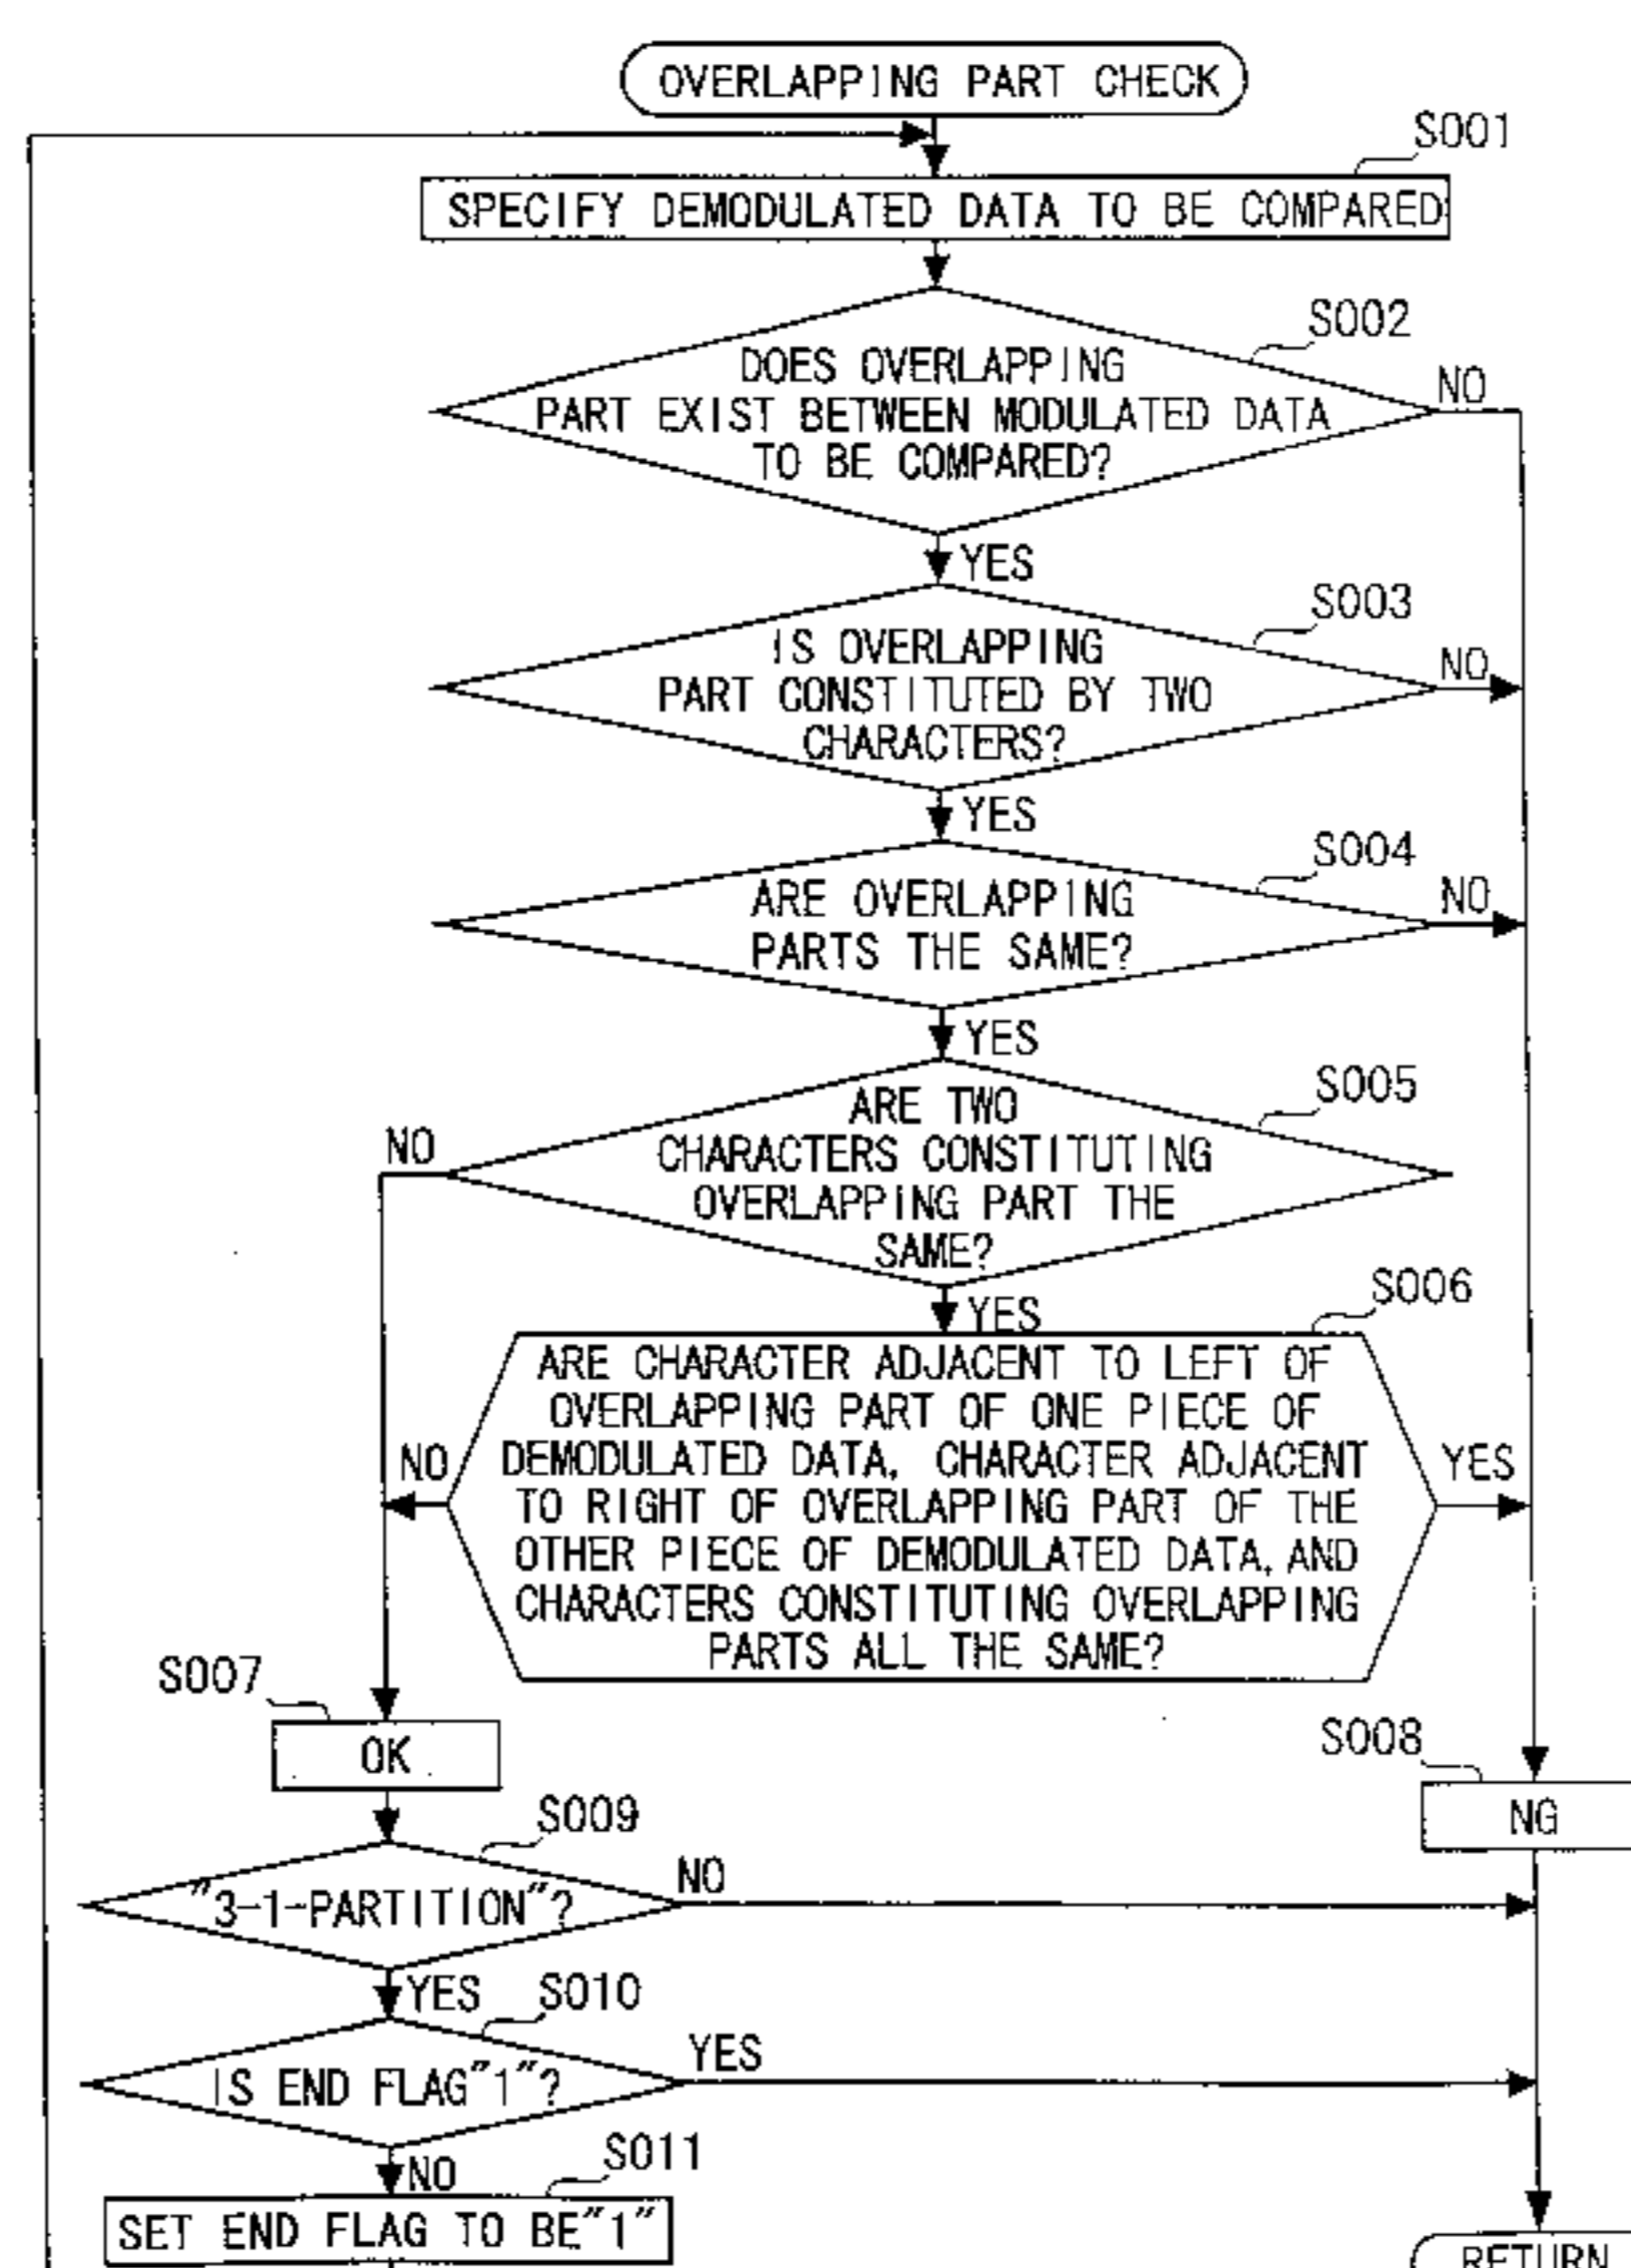 OVERLAPPING PART CHECK
S001
SPECIFY DEMODULATED DATA TO BE COMPARED
S002
DOES OVERLAPPING
PART EXIST BETWEEN MODULATED DATA
TO BE COMPARED?
NO
YES
S003
IS OVERLAPPING
PART CONSTITUTED BY TWO
CHARACTERS?
NO
YES
S004
ARE OVERLAPPING
PARTS THE SAME?
NO
YES
S005
ARE TWO
CHARACTERS CONSTITUTING
OVERLAPPING PART THE
SAME?
NO
YES
S006
ARE CHARACTER ADJACENT TO LEFT OF
OVERLAPPING PART OF ONE PIECE OF
DEMODULATED DATA, CHARACTER ADJACENT
TO RIGHT OF OVERLAPPING PART OF THE
OTHER PIECE OF DEMODULATED DATA, AND
CHARACTERS CONSTITUTING OVERLAPPING
PARTS ALL THE SAME?
NO
YES
S007
OK
S008
NG
S009
"3-1-PARTITION"?
NO
YES
S010
IS END FLAG"1"?
YES
NO
S011
SET END FLAG TO BE"1"
RETURN